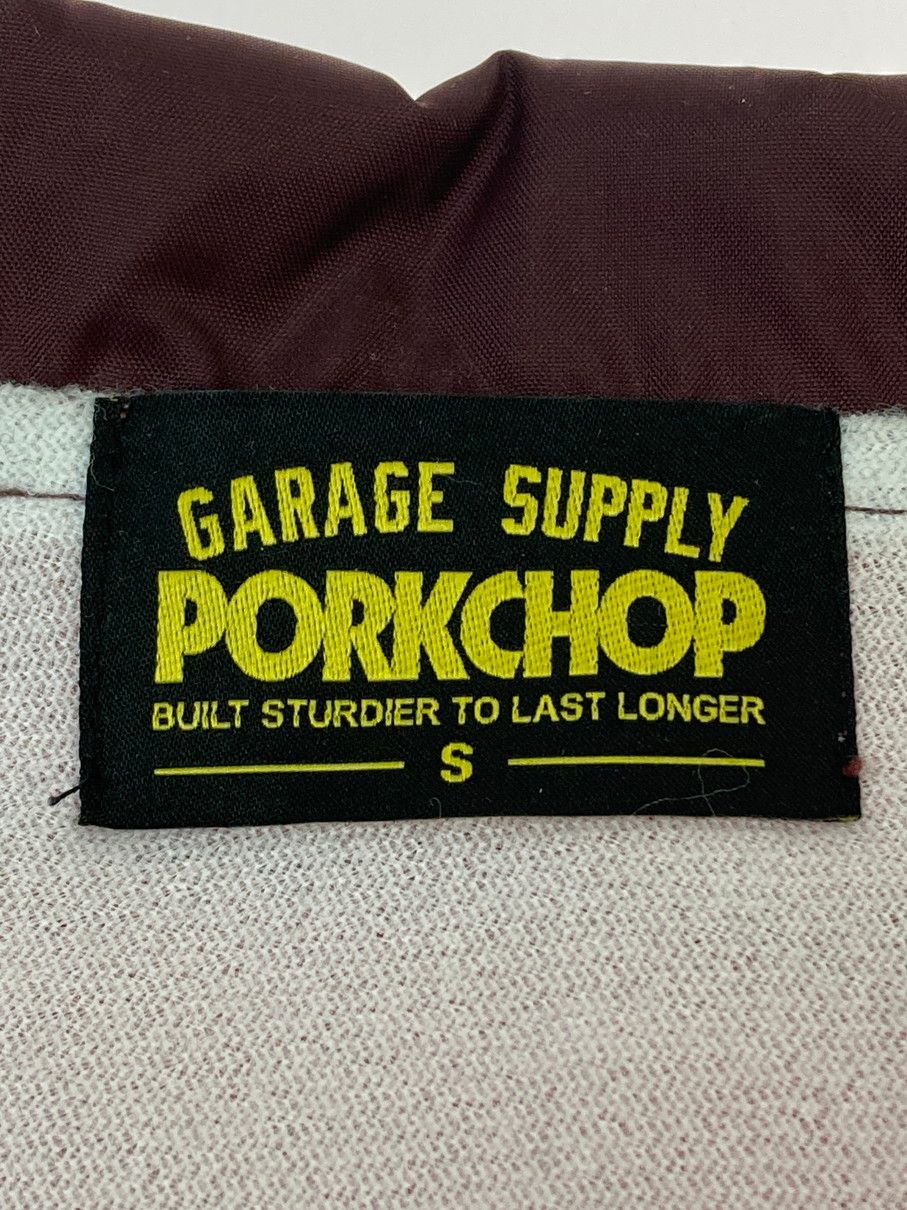 GARAGE SUPPLY
PORKCHOP
BUILT STURDIER TO LAST LONGER
S